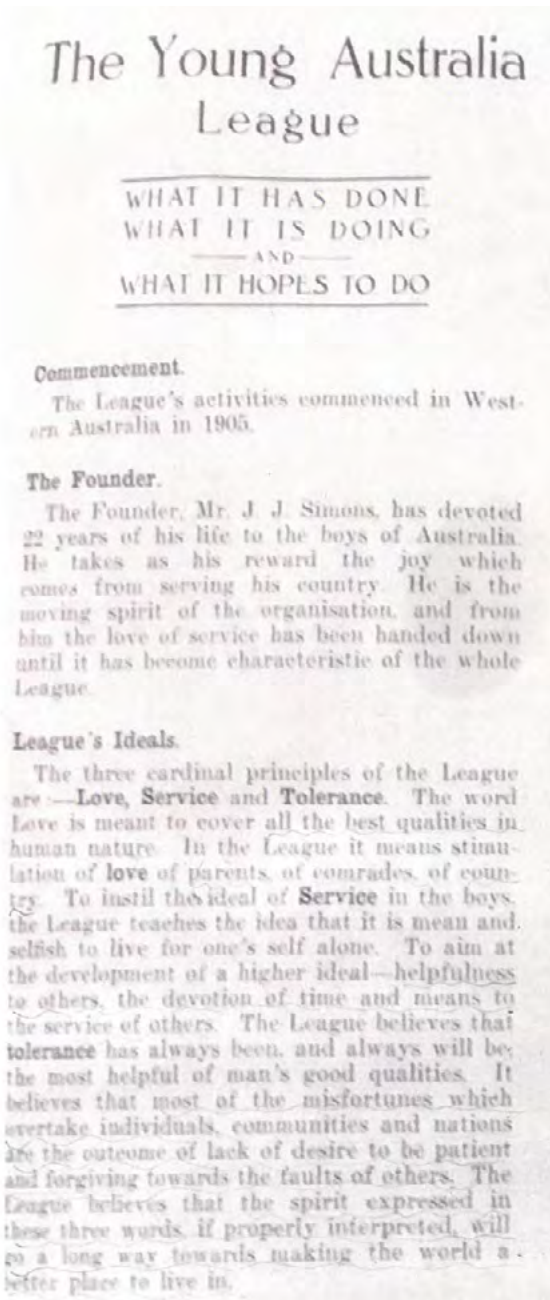 The Young Australia
League
WHAT IT HAS DONE
WHAT IT IS DOING
AND
WHAT IT HOPES TO DO
Commencement.
The League's activities commenced in West-
ern Australia in 1905.
The Founder.
The Founder, Mr. J. J. Simons, has devoted
22 years of his life to the boys of Australia.
He takes as his reward the joy which
comes from serving his country. He is the
moving spirit of the organisation, and from
him the love of service has been handed down
until it has become characteristic of the whole
League.
League's Ideals.
The three cardinal principles of the League
are:—Love, Service and Tolerance. The word
Love is meant to cover all the best qualities in
human nature. In the League it means stimu-
lation of love of parents, of comrades, of coun-
try. To instil the ideal of Service in the boys,
the League teaches the idea that it is mean and
selfish to live for one's self alone. To aim at
the development of a higher ideal—helpfulness
to others, the devotion of time and means to
the service of others. The League believes that
tolerance has always been, and always will be,
the most helpful of man's good qualities. It
believes that most of the misfortunes which
overtake individuals, communities and nations
are the outcome of lack of desire to be patient
and forgiving towards the faults of others. The
League believes that the spirit expressed in
these three words, if properly interpreted, will
go a long way towards making the world a
better place to live in.